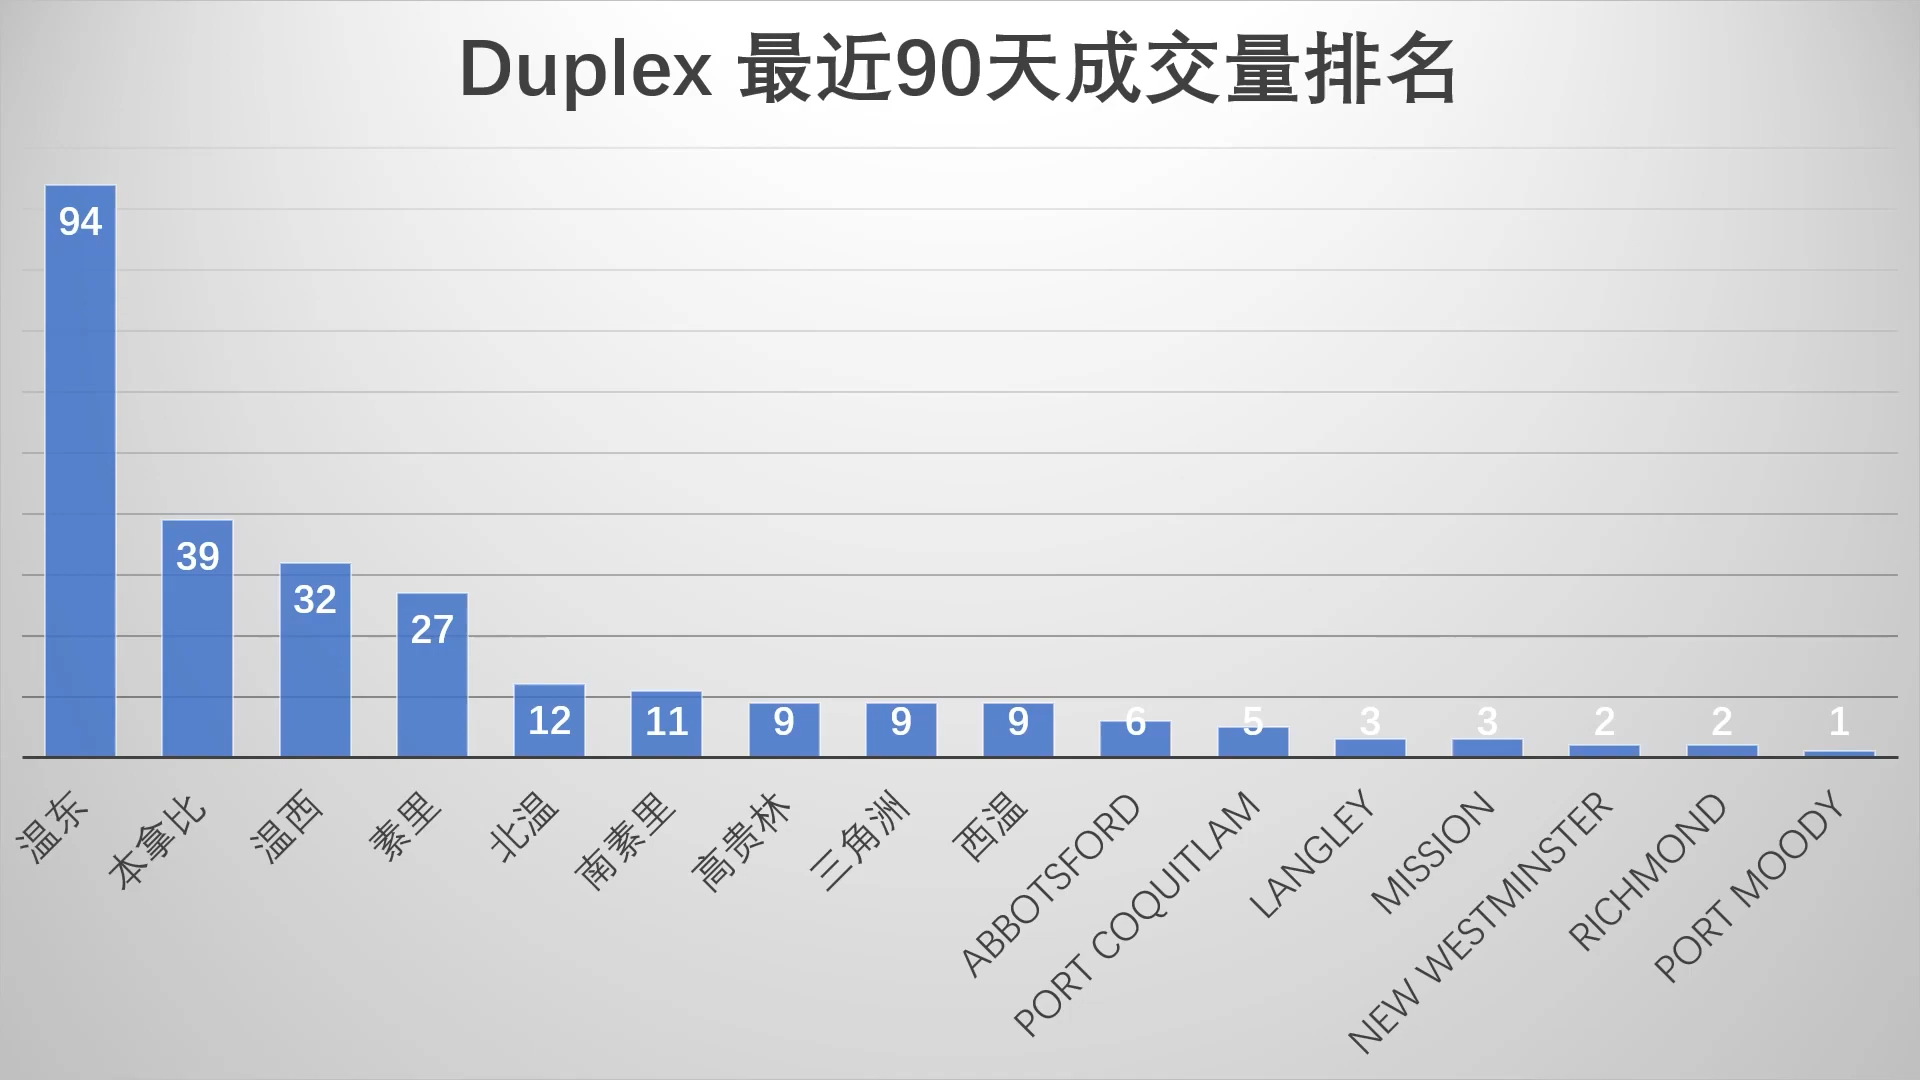 Duplex 最近90天成交量排名
94
39
32
27
12
11
9
9
9
6
5
3
3
2
2
1
温东
本拿比
温西
素里
北温
南素里
高贵林
三角洲
西温
ABBOTSFORD
PORT COQUITLAM
LANGLEY
MISSION
NEW WESTMINSTER
RICHMOND
PORT MOODY